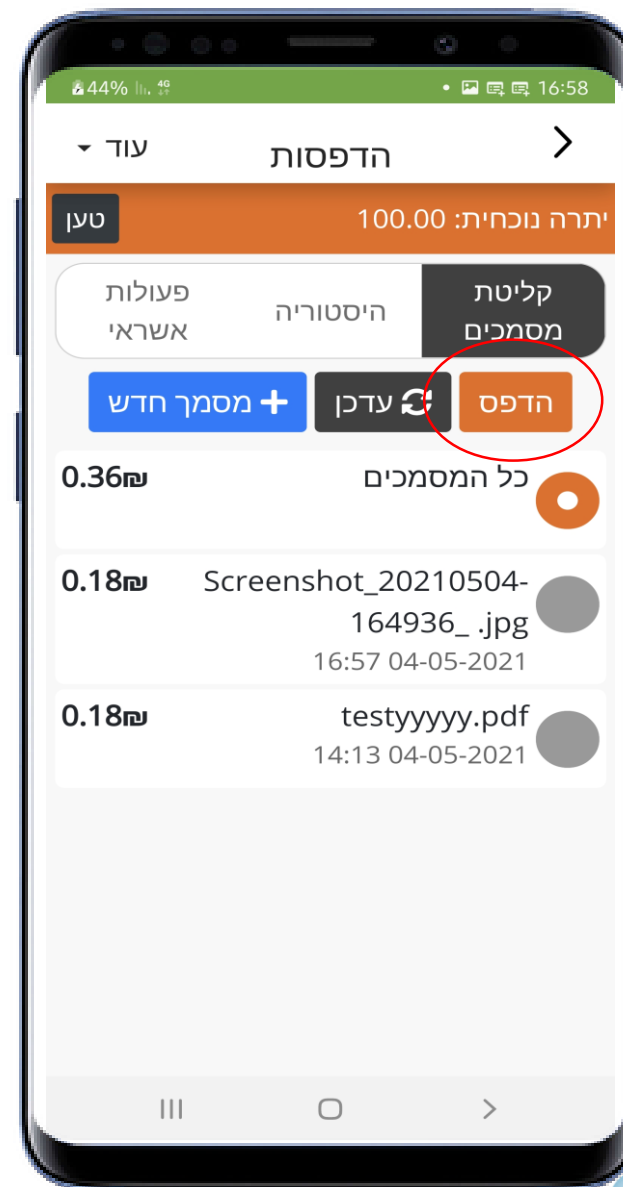 44% 4G 16:58
עוד הדפסות
יתרה נוכחית: 100.00 טען
קליטת מסמכים
היסטוריה
פעולות אשראי
הדפס עדכן מסמך חדש
כל המסמכים 0.36₪
Screenshot_20210504- 0.18₪
164936_ .jpg
16:57 04-05-2021
testyyyyy.pdf 0.18₪
14:13 04-05-2021